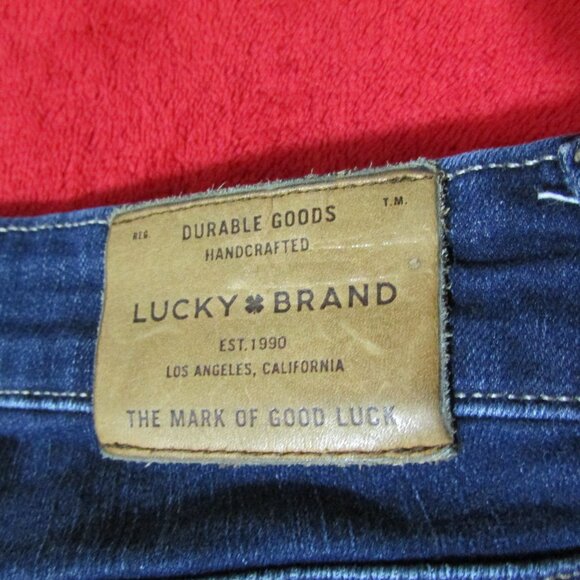 REG. DURABLE GOODS T.M.
HANDCRAFTED
LUCKY BRAND
EST. 1990
LOS ANGELES, CALIFORNIA
THE MARK OF GOOD LUCK